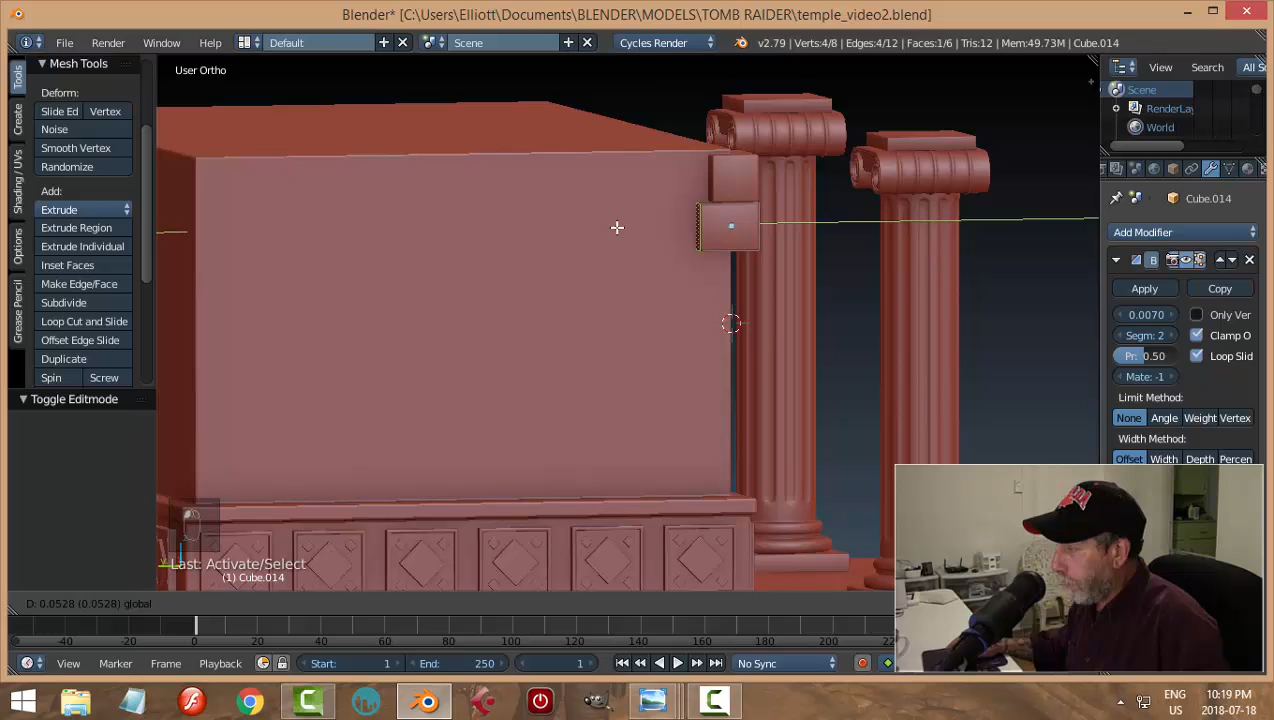 Blender* [C:\Users\Elliott\Documents\BLENDER\MODELS\TOMB RAIDER\temple_video2.blend]
File Render Window Help Default Scene Cycles Render v2.79 | Verts:4/8 | Edges:4/12 | Faces:1/6 | Tris:12 | Mem:49.73M | Cube.014
Mesh Tools
User Ortho
View Search All S
Scene
RenderLay
World
Tools
Create
Shading / UVs
Options
Grease Pencil
Deform:
Slide Ed Vertex
Noise
Smooth Vertex
Randomize
Add:
Extrude
Extrude Region
Extrude Individual
Inset Faces
Make Edge/Face
Subdivide
Loop Cut and Slide
Offset Edge Slide
Duplicate
Spin Screw
Toggle Editmode
Cube.014
Add Modifier
B
Apply Copy
0.0070 Only Ver
Segm: 2 Clamp O
Pr: 0.50 Loop Slid
Mate: -1
Limit Method:
None Angle Weight Vertex
Width Method:
Offset Width Depth Percen
Last: Activate/Select
(1) Cube.014
D: 0.0528 (0.0528) global
-40 -20 0 20 40 60 80 100 120 140 160 180 200
View Marker Frame Playback Start: 1 End: 250 1 No Sync
ENG 10:19 PM
US 2018-07-18